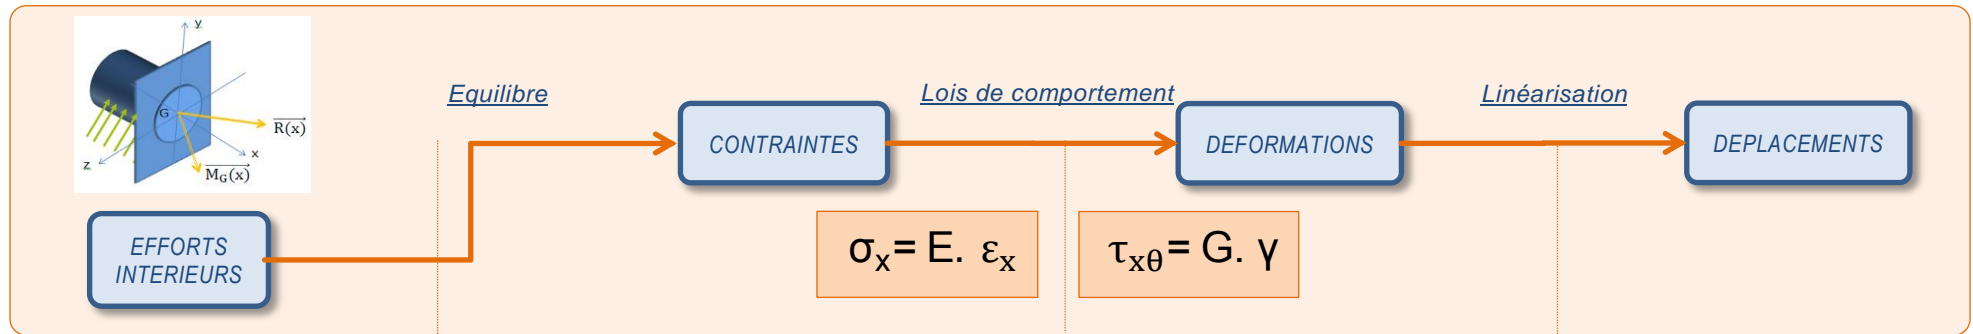 y
G
R(x)
x
z
M_G(x)
Equilibre
Lois de comportement
Linéarisation
CONTRAINTES
DEFORMATIONS
DEPLACEMENTS
EFFORTS
INTERIEURS
σₓ= E. εₓ
τₓθ= G. γ